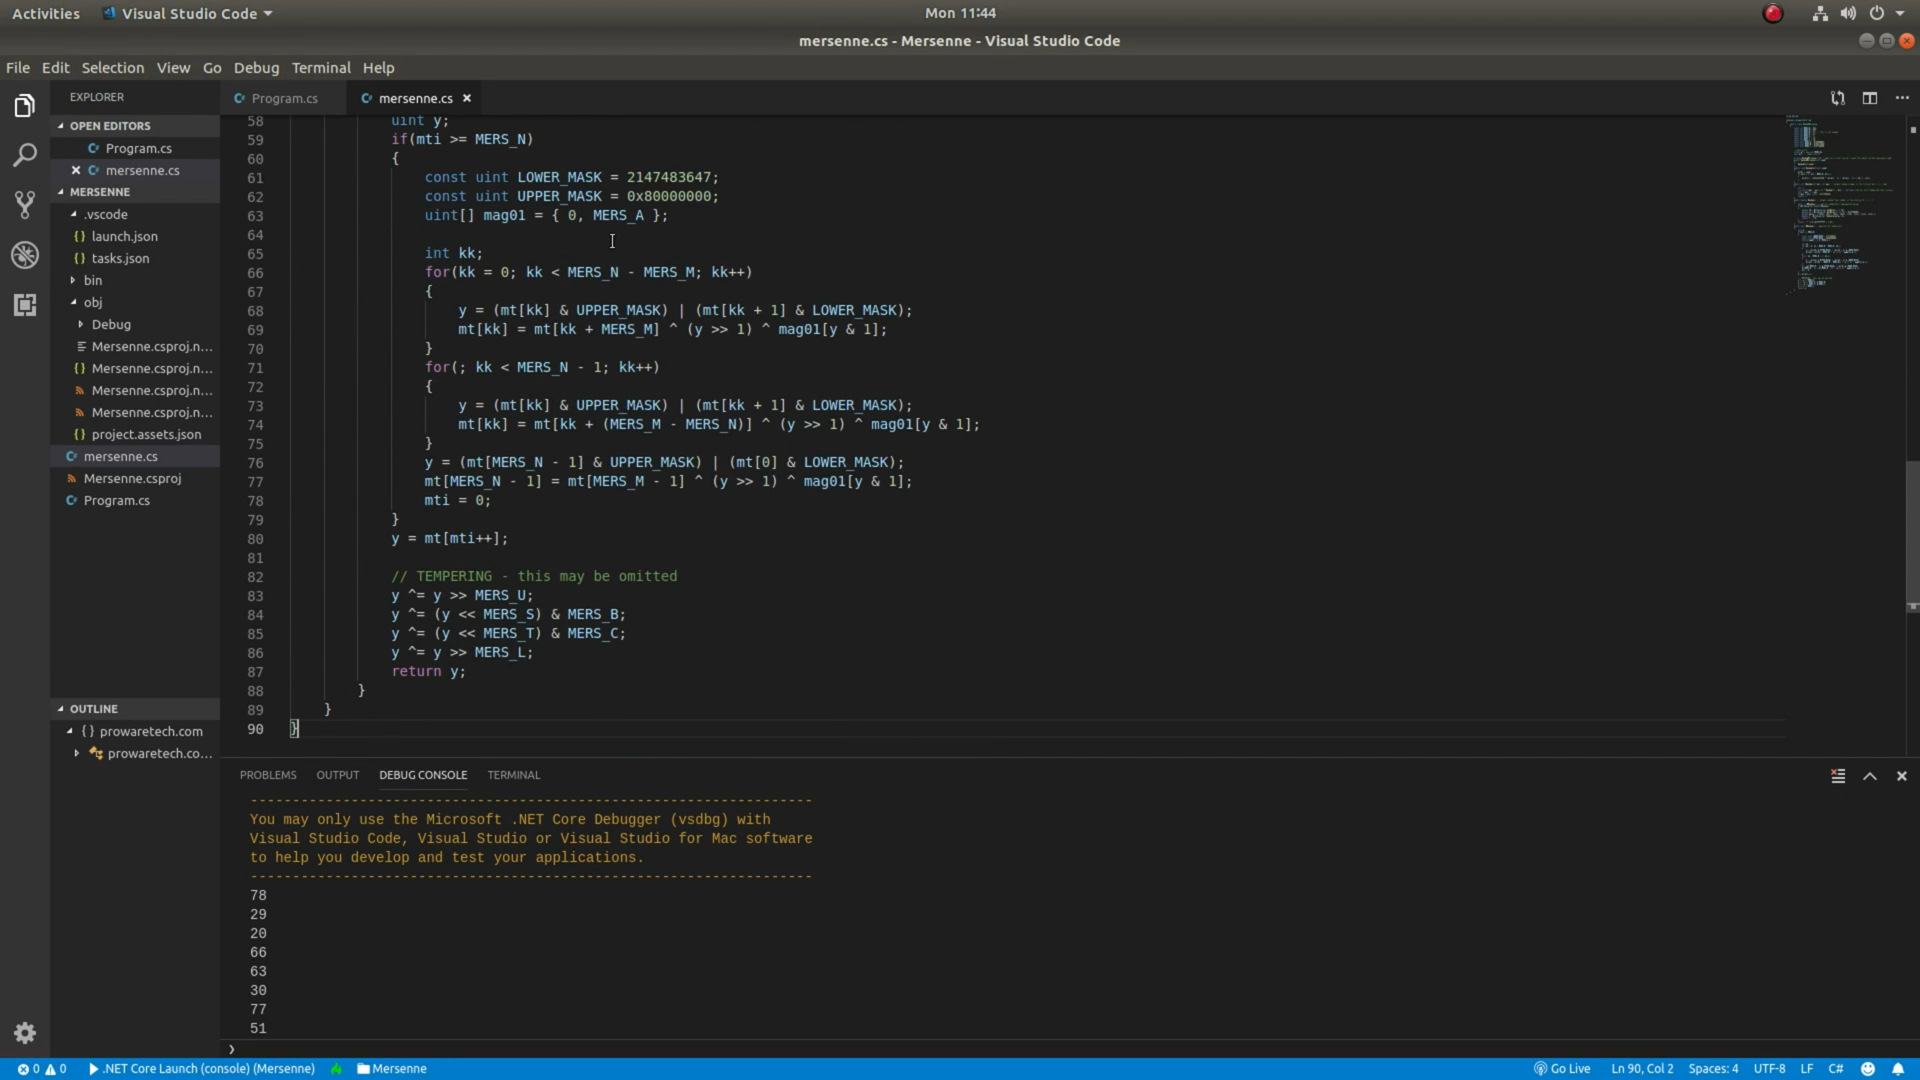 Activities Visual Studio Code Mon 11:44
mersenne.cs - Mersenne - Visual Studio Code
File Edit Selection View Go Debug Terminal Help
EXPLORER
OPEN EDITORS
Program.cs
mersenne.cs
MERSENNE
.vscode
launch.json
tasks.json
bin
obj
Debug
Mersenne.csproj.n...
Mersenne.csproj.n...
Mersenne.csproj.n...
Mersenne.csproj.n...
project.assets.json
mersenne.cs
Mersenne.csproj
Program.cs
OUTLINE
{ } prowaretech.com
prowaretech.co...
Program.cs mersenne.cs
58 uint y;
59 if(mti >= MERS_N)
60 {
61 const uint LOWER_MASK = 2147483647;
62 const uint UPPER_MASK = 0x80000000;
63 uint[] mag01 = { 0, MERS_A };
64
65 int kk;
66 for(kk = 0; kk < MERS_N - MERS_M; kk++)
67 {
68 y = (mt[kk] & UPPER_MASK) | (mt[kk + 1] & LOWER_MASK);
69 mt[kk] = mt[kk + MERS_M] ^ (y >> 1) ^ mag01[y & 1];
70 }
71 for(; kk < MERS_N - 1; kk++)
72 {
73 y = (mt[kk] & UPPER_MASK) | (mt[kk + 1] & LOWER_MASK);
74 mt[kk] = mt[kk + (MERS_M - MERS_N)] ^ (y >> 1) ^ mag01[y & 1];
75 }
76 y = (mt[MERS_N - 1] & UPPER_MASK) | (mt[0] & LOWER_MASK);
77 mt[MERS_N - 1] = mt[MERS_M - 1] ^ (y >> 1) ^ mag01[y & 1];
78 mti = 0;
79 }
80 y = mt[mti++];
81
82 // TEMPERING - this may be omitted
83 y ^= y >> MERS_U;
84 y ^= (y << MERS_S) & MERS_B;
85 y ^= (y << MERS_T) & MERS_C;
86 y ^= y >> MERS_L;
87 return y;
88 }
89 }
90 }
PROBLEMS OUTPUT DEBUG CONSOLE TERMINAL
-------------------------------------------------------------------
You may only use the Microsoft .NET Core Debugger (vsdbg) with
Visual Studio Code, Visual Studio or Visual Studio for Mac software
to help you develop and test your applications.
-------------------------------------------------------------------
78
29
20
66
63
30
77
51
0 0 .NET Core Launch (console) (Mersenne) Mersenne Go Live Ln 90, Col 2 Spaces: 4 UTF-8 LF C#